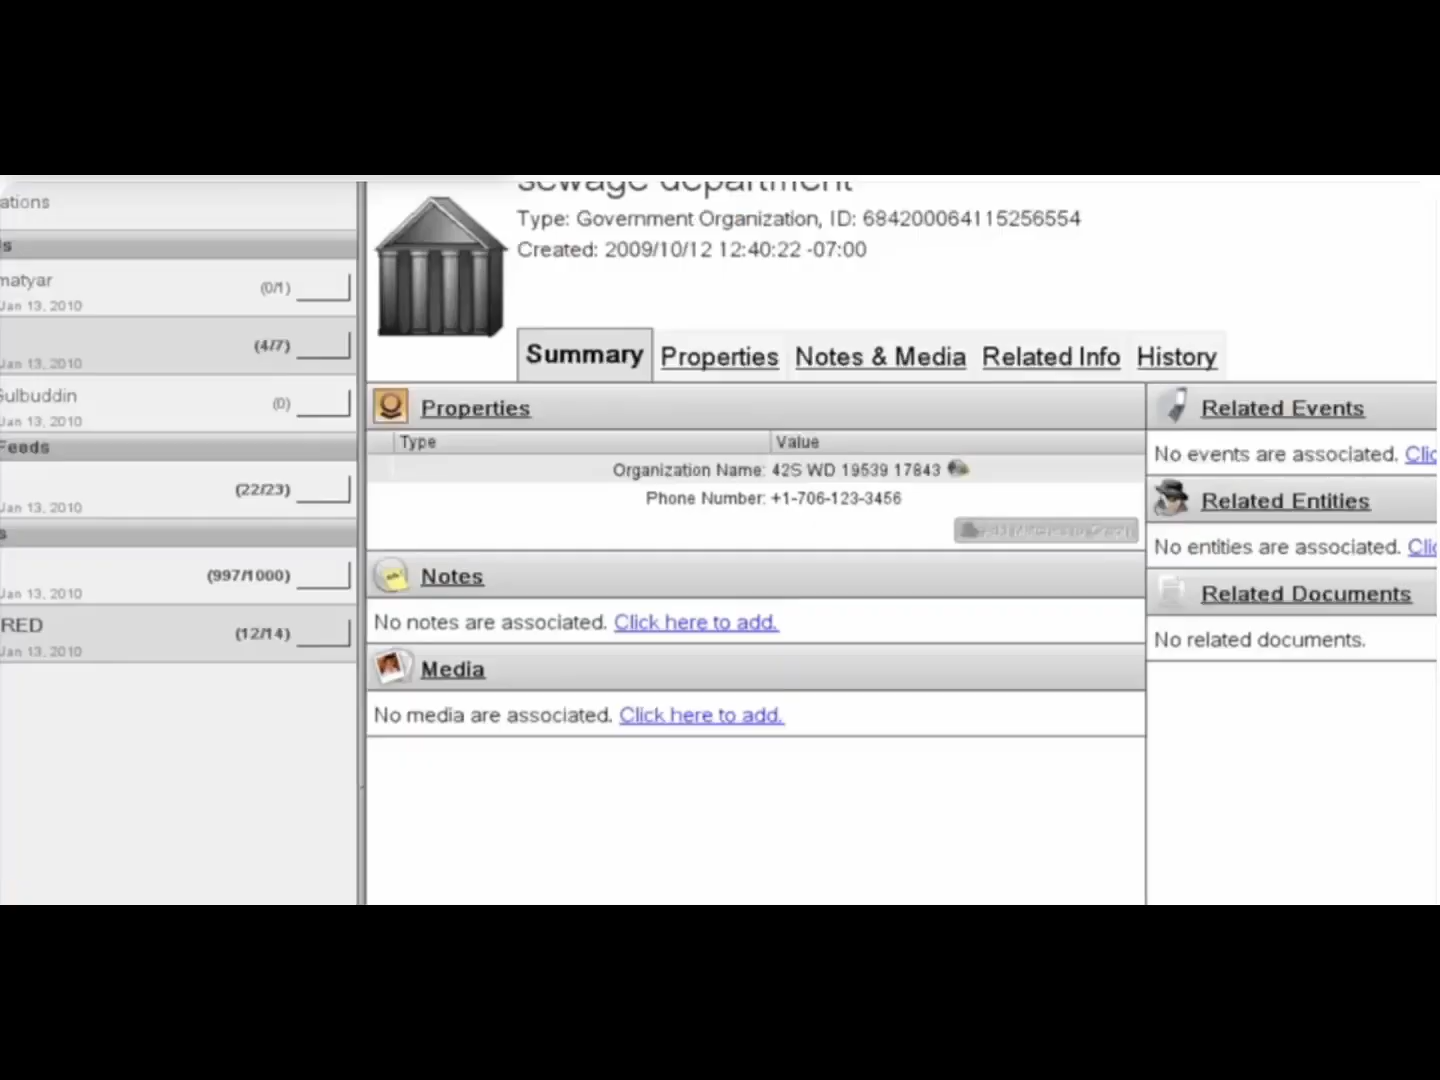 ations
s
matyar
(0/1)
Jan 13, 2010
(4/7)
Jan 13, 2010
Gulbuddin
(0)
Jan 13, 2010
Feeds
(22/23)
Jan 13, 2010
s
(997/1000)
Jan 13, 2010
RED
(12/14)
Jan 13, 2010
sewage department
Type: Government Organization, ID: 684200064115256554
Created: 2009/10/12 12:40:22 -07:00
Summary Properties Notes & Media Related Info History
Properties
Type Value
Organization Name: 42S WD 19539 17843
Phone Number: +1-706-123-3456
Notes
No notes are associated. Click here to add.
Media
No media are associated. Click here to add.
Related Events
No events are associated. Clic
Related Entities
No entities are associated. Clic
Related Documents
No related documents.